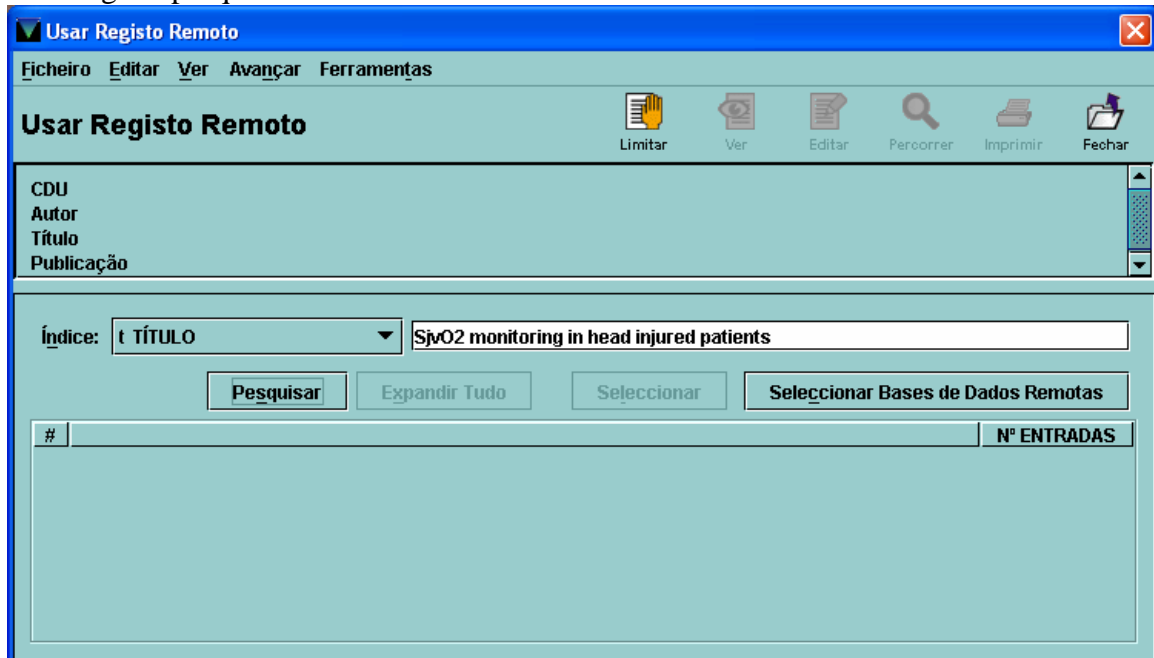 Usar Registo Remoto
Ficheiro Editar Ver Avançar Ferramentas
Usar Registo Remoto
Limitar Ver Editar Percorrer Imprimir Fechar
CDU
Autor
Título
Publicação
Índice: t TÍTULO SjvO2 monitoring in head injured patients
Pesquisar Expandir Tudo Seleccionar Seleccionar Bases de Dados Remotas
# Nº ENTRADAS